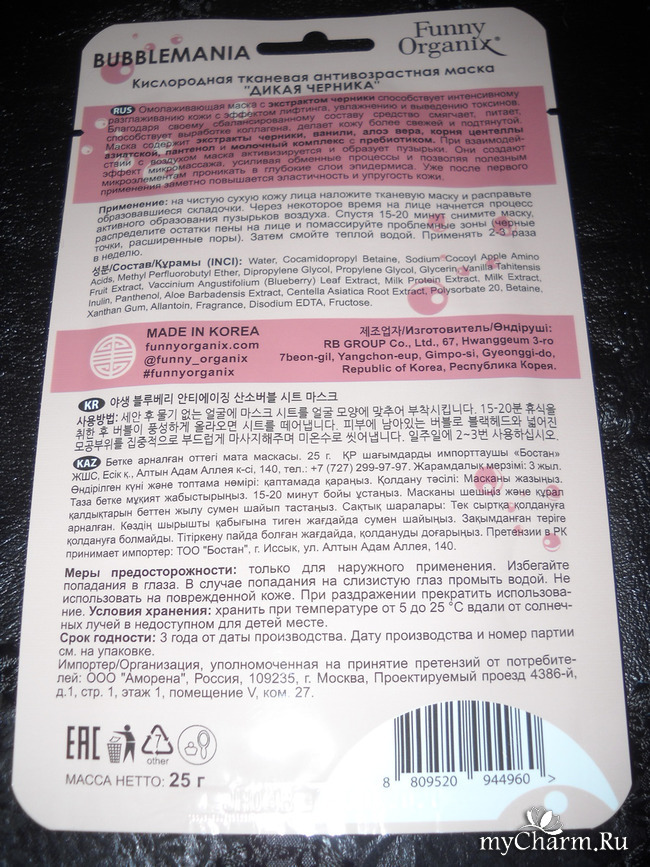 BUBBLEMANIA
Funny
Organix®
Кислородная тканевая антивозрастная маска
"ДИКАЯ ЧЕРНИКА"
RUS Омолаживающая маска с экстрактом черники способствует интенсивному
разглаживанию кожи с эффектом лифтинга, увлажнению и выведению токсинов.
Благодаря своему сбалансированному составу средство смягчает, питает,
способствует выработке коллагена, делает кожу более свежей и подтянутой.
Маска содержит экстракты черники, ванили, алоэ вера, корня центеллы
азиатской, пантенол и молочный комплекс с пребиотиком. При взаимодей-
ствии с воздухом маска активизируется и образует пузырьки. Они создают
эффект микромассажа, усиливая обменные процессы и позволяя полезным
микроэлементам проникать в глубокие слои эпидермиса. Уже после первого
применения заметно повышается эластичность и упругость кожи.
Применение: на чистую сухую кожу лица наложите тканевую маску и расправьте
образовавшиеся складочки. Через некоторое время на лице начнется процесс
активного образования пузырьков воздуха. Спустя 15-20 минут снимите маску,
распределите остатки пены на лице и помассируйте проблемные зоны (черные
точки, расширенные поры). Затем смойте теплой водой. Применять 2-3 раза
в неделю.
성분/Состав/Құрамы (INCI): Water, Cocamidopropyl Betaine, Sodium Cocoyl Apple Amino
Acids, Methyl Perfluorobutyl Ether, Dipropylene Glycol, Propylene Glycol, Glycerin, Vanilla Tahitensis
Fruit Extract, Vaccinium Angustifolium (Blueberry) Leaf Extract, Milk Protein Extract, Milk Extract,
Inulin, Panthenol, Aloe Barbadensis Extract, Centella Asiatica Root Extract, Polysorbate 20, Betaine,
Xanthan Gum, Allantoin, Fragrance, Disodium EDTA, Fructose.
MADE IN KOREA
funnyorganix.com
@funny_organix
#funnyorganix
제조업자/Изготовитель/Өндіруші:
RB GROUP Co., Ltd., 67, Hwanggeum 3-ro
7beon-gil, Yangchon-eup, Gimpo-si, Gyeonggi-do,
Republic of Korea, Республика Корея.
KR 야생 블루베리 안티에이징 산소버블 시트 마스크
사용방법: 세안 후 물기 없는 얼굴에 마스크 시트를 얼굴 모양에 맞추어 부착시킵니다. 15-20분 휴식을
취한 후 버블이 풍성하게 올라오면 시트를 떼어냅니다. 피부에 남아있는 버블로 블랙헤드와 넓어진
모공부위를 집중적으로 부드럽게 마사지해주며 미온수로 씻어냅니다. 일주일에 2~3번 사용하십시오.
KAZ Бетке арналған оттегі мата маскасы. 25 г. ҚР шағымдарды импорттаушы «Бостан»
ЖШС, Есік қ., Алтын Адам Аллея к-сі, 140, тел.: +7 (727) 299-97-97. Жарамдалық мерзімі: 3 жыл.
Өндірілген күні және топтама нөмірі: қаптамада қараңыз. Қолдану тәсілі: Масканы жазыңыз.
Таза бетке мұқият жабыстырыңыз. 15-20 минут бойы ұстаңыз. Масканы шешіңіз және құрал
қалдықтарын беттен жылу сумен шайып тастаңыз. Сақтық шаралары: Тек сыртқа қолдануға
арналған. Көздің шырышты қабығына тиген жағдайда сумен шайыңыз. Зақымданған теріге
қолдануға болмайды. Тітіркену пайда болған жағдайда, қолдануды доғарыңыз. Претензии в РК
принимает импортер: ТОО "Бостан", г. Иссык, ул. Алтын Адам Аллея, 140.
Меры предосторожности: только для наружного применения. Избегайте
попадания в глаза. В случае попадания на слизистую глаз промыть водой. Не
использовать на поврежденной коже. При раздражении прекратить использова-
ние. Условия хранения: хранить при температуре от 5 до 25 °С вдали от солнеч-
ных лучей в недоступном для детей месте.
Срок годности: 3 года от даты производства. Дату производства и номер партии
см. на упаковке.
Импортер/Организация, уполномоченная на принятие претензий от потребите-
лей: ООО "Аморена", Россия, 109235, г. Москва, Проектируемый проезд 4386-й,
д.1, стр. 1, этаж 1, помещение V, ком. 27.
EAC
7
other
МАССА НЕТТО: 25 г
8 809520 944960 >
myCharm.Ru